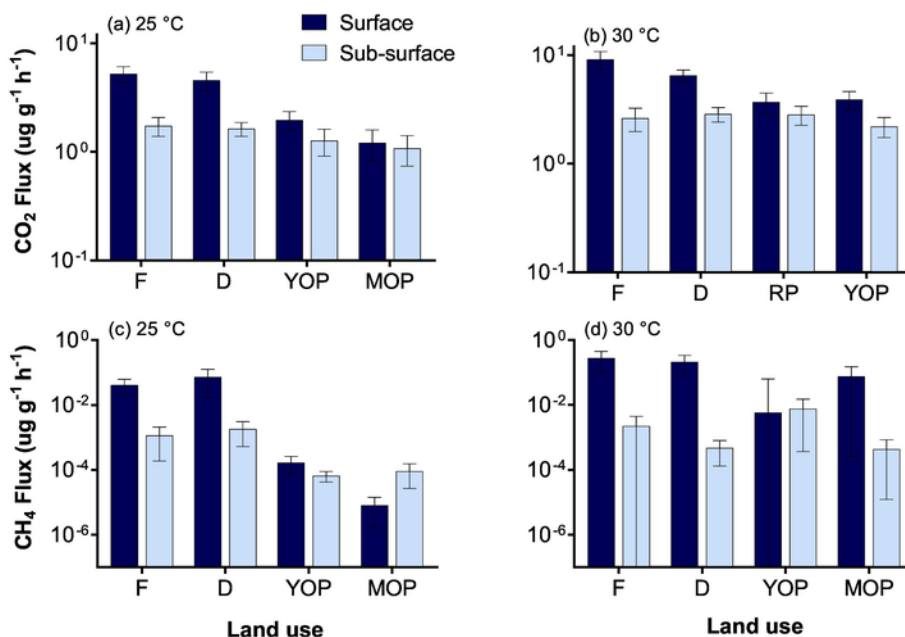 (a) 25 °C
Surface
Sub-surface
CO₂ Flux (ug g⁻¹ h⁻¹)
10¹
10⁰
10⁻¹
F D YOP MOP
(b) 30 °C
10¹
10⁰
10⁻¹
F D RP YOP
(c) 25 °C
CH₄ Flux (ug g⁻¹ h⁻¹)
10⁰
10⁻²
10⁻⁴
10⁻⁶
F D YOP MOP
Land use
(d) 30 °C
10⁰
10⁻²
10⁻⁴
10⁻⁶
F D YOP MOP
Land use